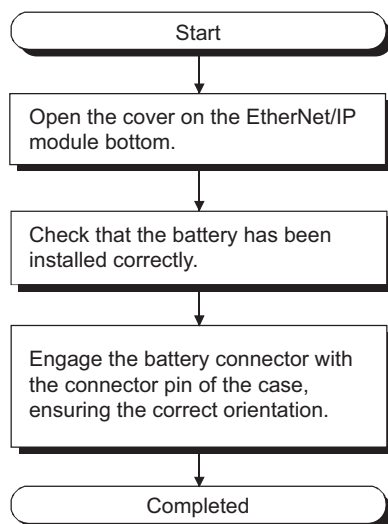 Start
Open the cover on the EtherNet/IP
module bottom.
Check that the battery has been
installed correctly.
Engage the battery connector with
the connector pin of the case,
ensuring the correct orientation.
Completed